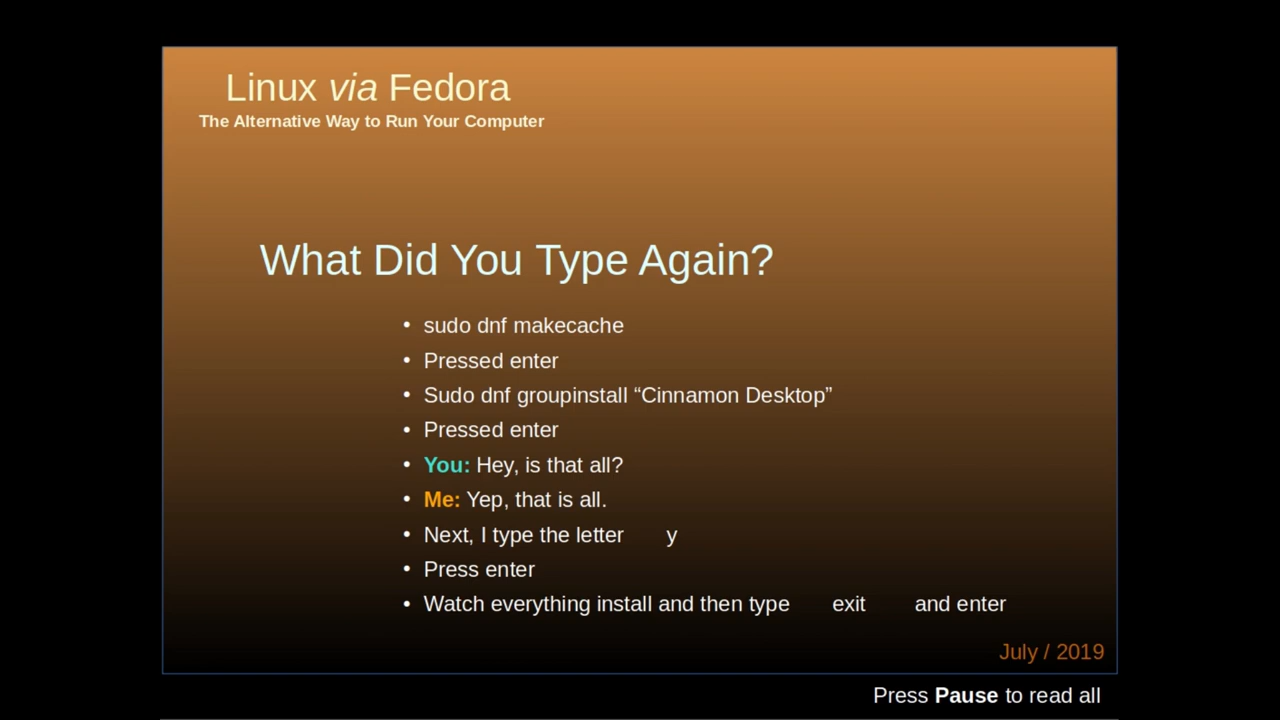 Linux via Fedora
The Alternative Way to Run Your Computer
What Did You Type Again?
• sudo dnf makecache
• Pressed enter
• Sudo dnf groupinstall “Cinnamon Desktop”
• Pressed enter
• You: Hey, is that all?
• Me: Yep, that is all.
• Next, I type the letter y
• Press enter
• Watch everything install and then type exit and enter
July / 2019
Press Pause to read all